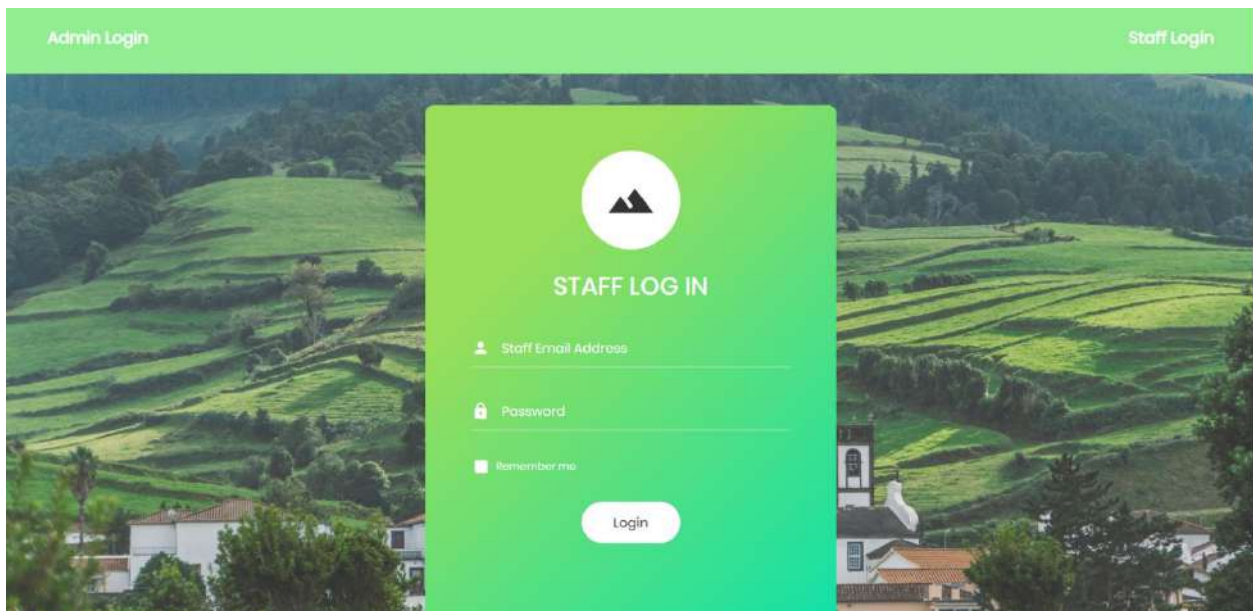 Admin Login
Staff Login
STAFF LOG IN
Staff Email Address
Password
Remember me
Login